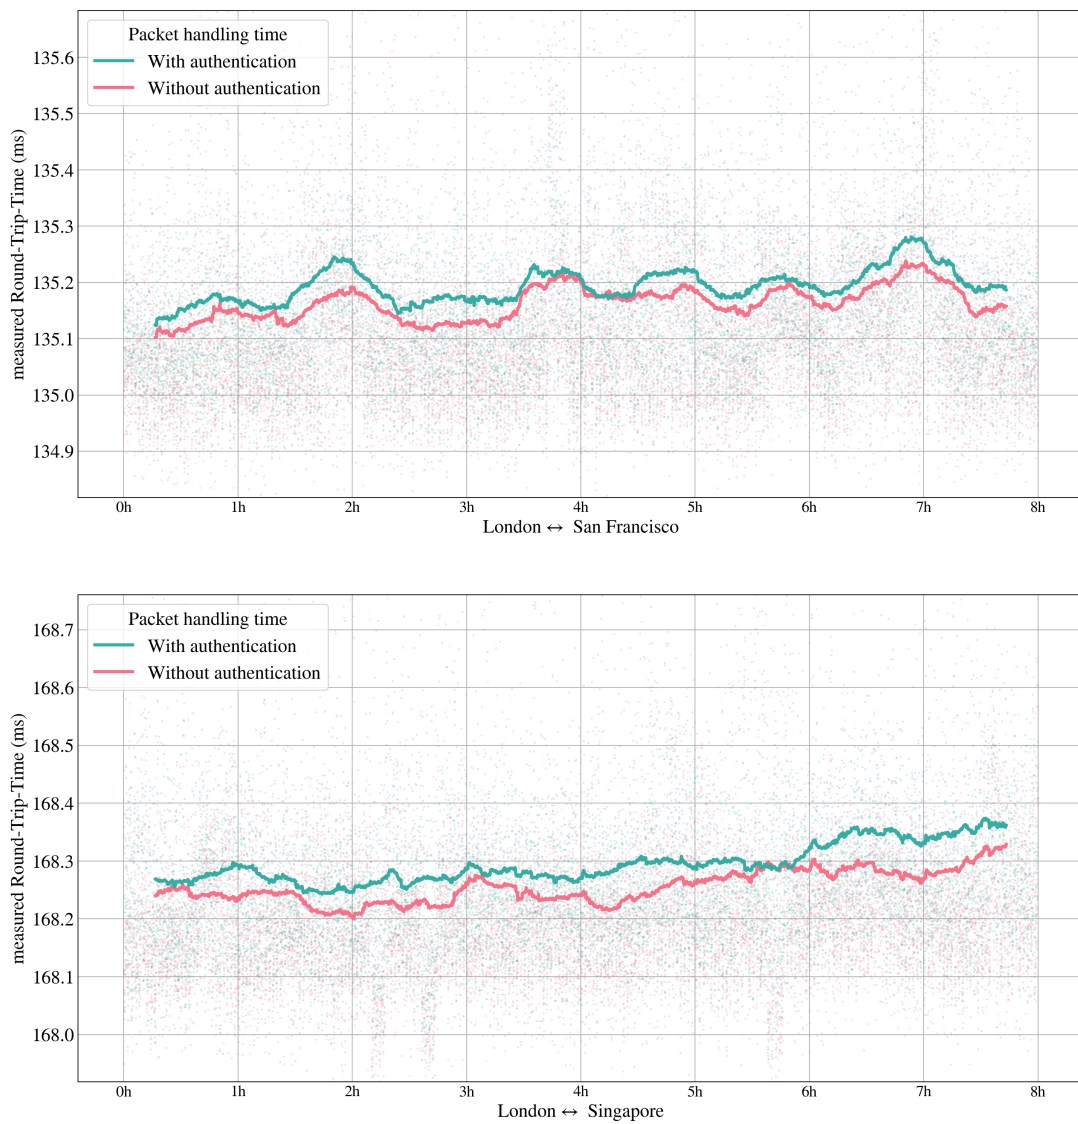 Packet handling time
With authentication
Without authentication
measured Round-Trip-Time (ms)
135.6
135.5
135.4
135.3
135.2
135.1
135.0
134.9
0h 1h 2h 3h 4h 5h 6h 7h 8h
London ↔ San Francisco
Packet handling time
With authentication
Without authentication
measured Round-Trip-Time (ms)
168.7
168.6
168.5
168.4
168.3
168.2
168.1
168.0
0h 1h 2h 3h 4h 5h 6h 7h 8h
London ↔ Singapore